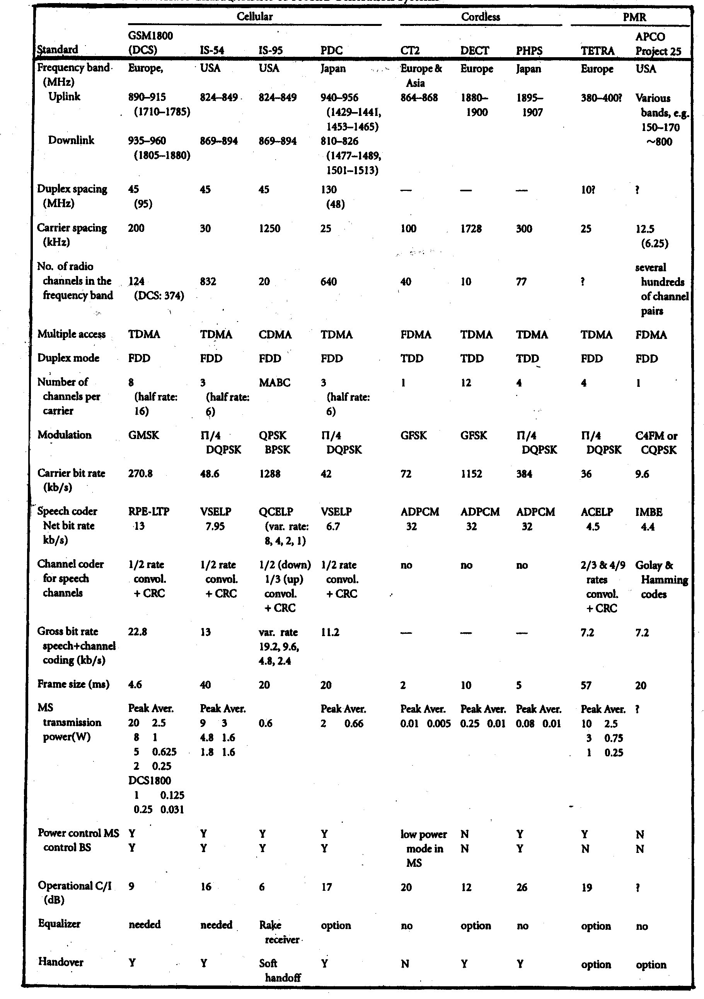 Cellular Cordless PMR
GSM1800 APCO
Standard (DCS) IS-54 IS-95 PDC CT2 DECT PHPS TETRA Project 25
Frequency band Europe, USA USA Japan Europe & Europe Japan Europe USA
(MHz) Asia
Uplink 890–915 824–849 824–849 940–956 864–868 1880– 1895– 380–400? Various
(1710–1785) (1429–1441, 1900 1907 bands, e.g.
1453–1465) 150–170
Downlink 935–960 869–894 869–894 810–826 ~800
(1805–1880) (1477–1489,
1501–1513)
Duplex spacing 45 45 45 130 — — — 10? ?
(MHz) (95) (48)
Carrier spacing 200 30 1250 25 100 1728 300 25 12.5
(kHz) (6.25)
No. of radio several
channels in the 124 832 20 640 40 10 77 ? hundreds
frequency band (DCS: 374) of channel
pairs
Multiple access TDMA TDMA CDMA TDMA FDMA TDMA TDMA TDMA FDMA
Duplex mode FDD FDD FDD FDD TDD TDD TDD FDD FDD
Number of 8 3 MABC 3 1 12 4 4 1
channels per (half rate: (half rate: (half rate:
carrier 16) 6) 6)
Modulation GMSK Π/4 QPSK Π/4 GFSK GFSK Π/4 Π/4 C4FM or
DQPSK BPSK DQPSK DQPSK DQPSK CQPSK
Carrier bit rate 270.8 48.6 1288 42 72 1152 384 36 9.6
(kb/s)
Speech coder RPE-LTP VSELP QCELP VSELP ADPCM ADPCM ADPCM ACELP IMBE
Net bit rate 13 7.95 (var. rate: 6.7 32 32 32 4.5 4.4
kb/s) 8, 4, 2, 1)
Channel coder 1/2 rate 1/2 rate 1/2 (down) 1/2 rate no no no 2/3 & 4/9 Golay &
for speech convol. convol. 1/3 (up) convol. rates Hamming
channels + CRC + CRC convol. + CRC convol. codes
+ CRC + CRC
Gross bit rate 22.8 13 var. rate 11.2 — — — 7.2 7.2
speech+channel 19.2, 9.6,
coding (kb/s) 4.8, 2.4
Frame size (ms) 4.6 40 20 20 2 10 5 57 20
MS Peak Aver. Peak Aver. Peak Aver. Peak Aver. Peak Aver. Peak Aver. Peak Aver. ?
transmission 20 2.5 9 3 0.6 2 0.66 0.01 0.005 0.25 0.01 0.08 0.01 10 2.5
power(W) 8 1 4.8 1.6 3 0.75
5 0.625 1.8 1.6 1 0.25
2 0.25
DCS1800
1 0.125
0.25 0.031
Power control MS Y Y Y Y low power N Y Y N
control BS Y Y Y Y mode in N Y N N
MS
Operational C/I 9 16 6 17 20 12 26 19 ?
(dB)
Equalizer needed needed Rake option no option no option no
receiver
Handover Y Y Soft Y N Y Y option option
handoff